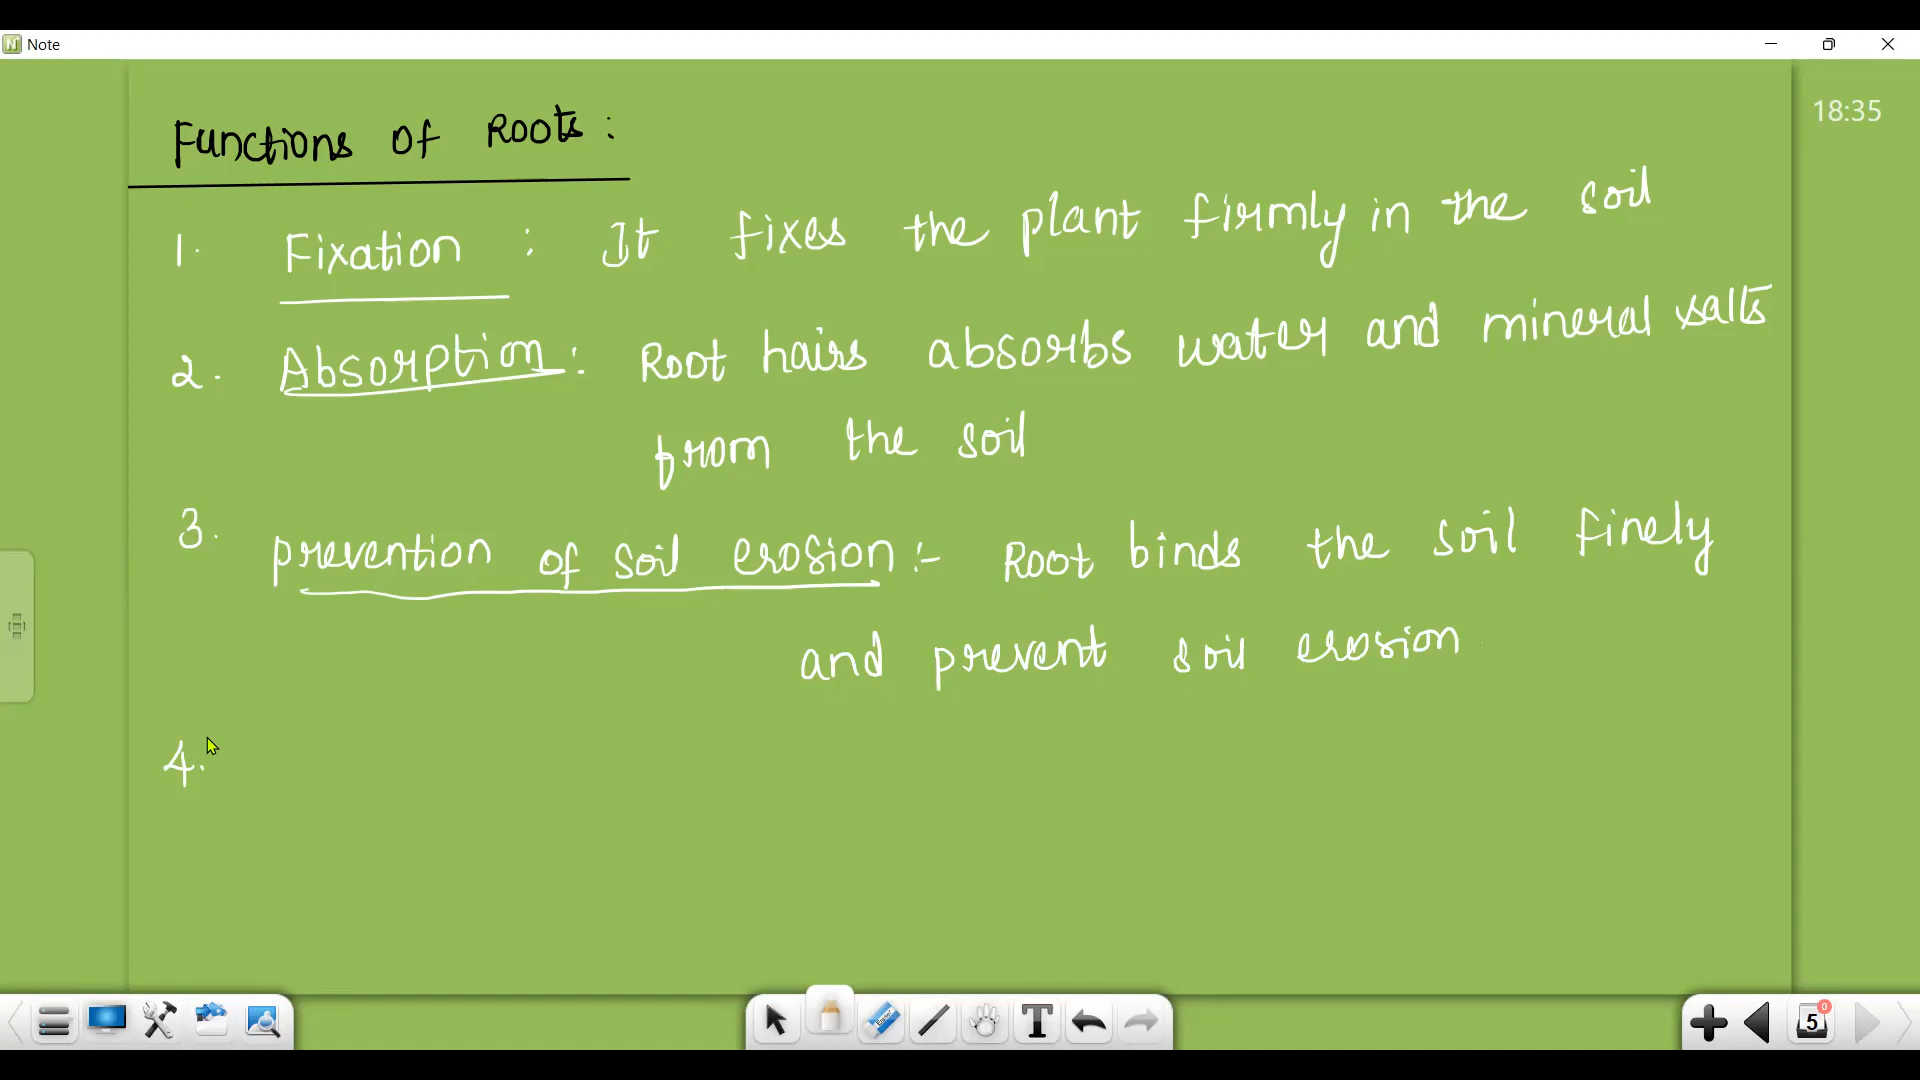 Note
18:35
Functions of Roots :
1. Fixation : It fixes the plant firmly in the soil
2. Absorption : Root hairs absorbs water and mineral salts
from the soil
3. prevention of soil erosion :- Root binds the soil finely
and prevent soil erosion
4.
Eraser
T
5
0